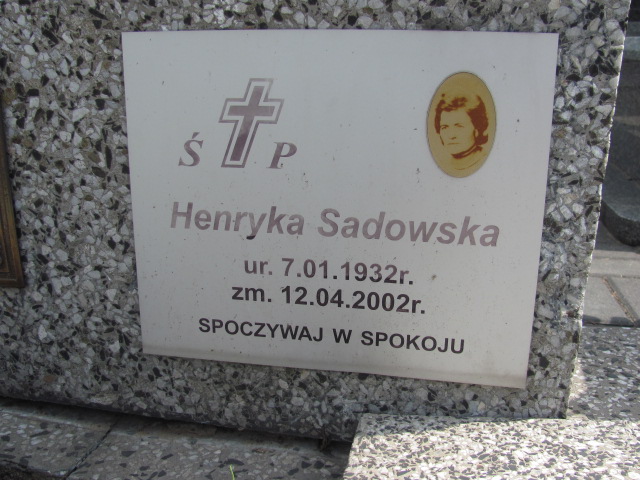 Ś P
Henryka Sadowska
ur. 7.01.1932r.
zm. 12.04.2002r.
SPOCZYWAJ W SPOKOJU